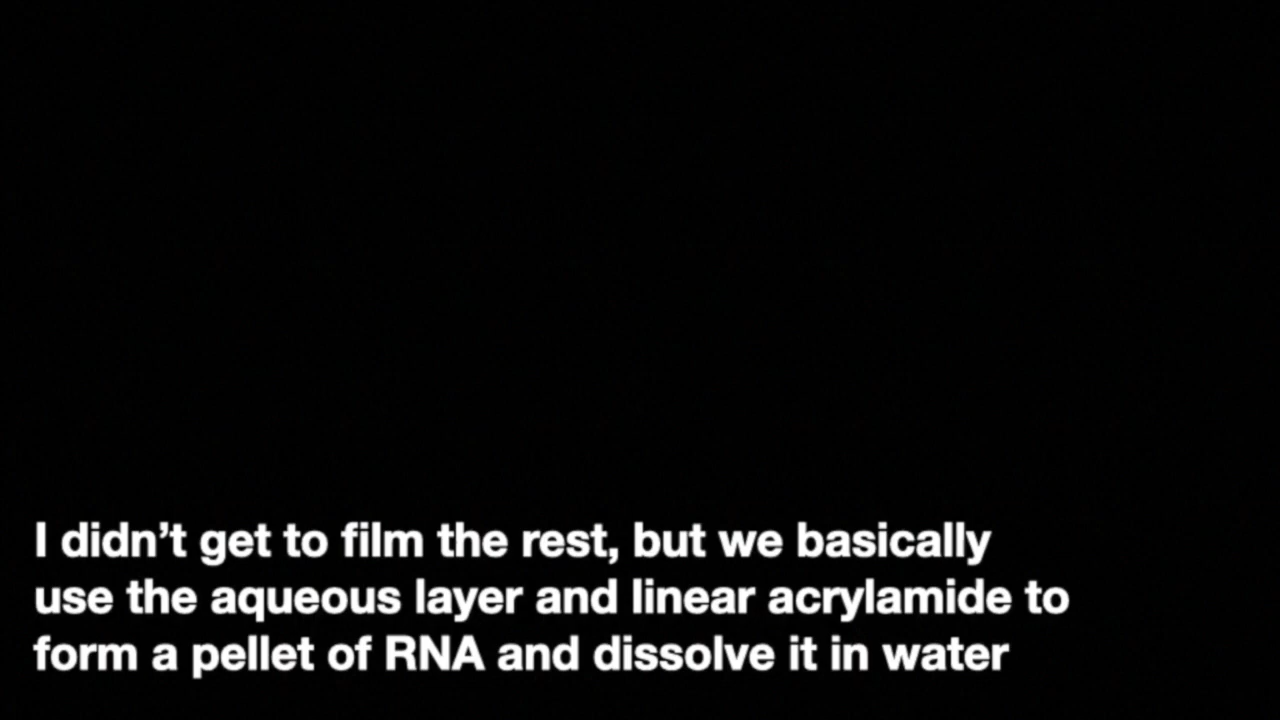 I didn’t get to film the rest, but we basically
use the aqueous layer and linear acrylamide to
form a pellet of RNA and dissolve it in water